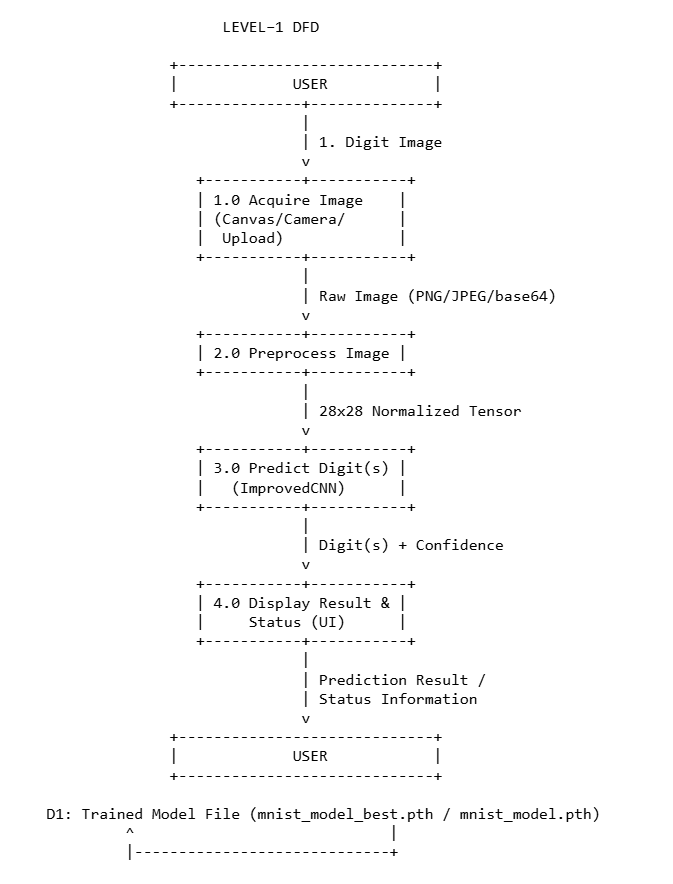 LEVEL–1 DFD
+-----------------------------+
| USER |
+--------------+--------------+
|
| 1. Digit Image
v
+-----------+-----------+
| 1.0 Acquire Image |
| (Canvas/Camera/ |
| Upload) |
+-----------+-----------+
|
| Raw Image (PNG/JPEG/base64)
v
+-----------+-----------+
| 2.0 Preprocess Image |
+-----------+-----------+
|
| 28x28 Normalized Tensor
v
+-----------+-----------+
| 3.0 Predict Digit(s) |
| (ImprovedCNN) |
+-----------+-----------+
|
| Digit(s) + Confidence
v
+-----------+-----------+
| 4.0 Display Result & |
| Status (UI) |
+-----------+-----------+
|
| Prediction Result /
| Status Information
v
+-----------------------------+
| USER |
+-----------------------------+
D1: Trained Model File (mnist_model_best.pth / mnist_model.pth)
^ |
|-----------------------------+